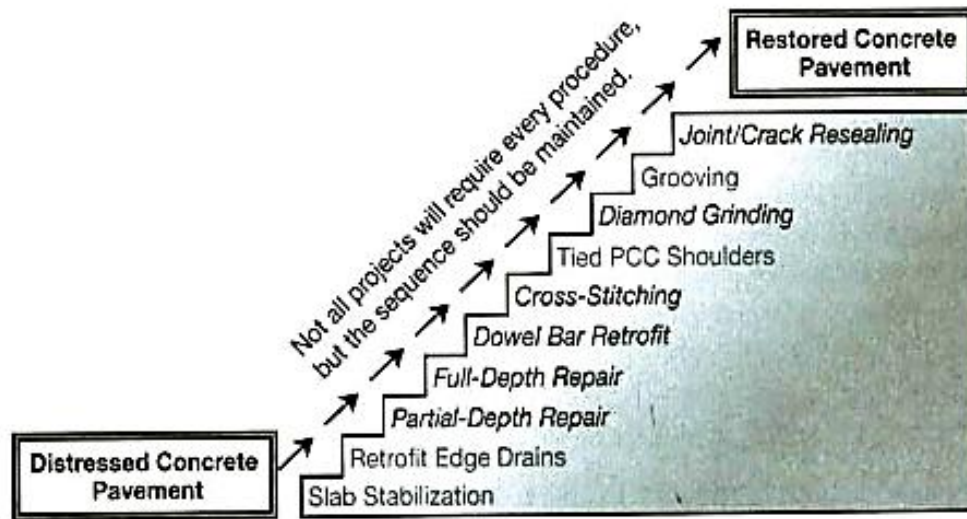 Restored Concrete
Pavement
Not all projects will require every procedure,
but the sequence should be maintained.
Joint/Crack Resealing
Grooving
Diamond Grinding
Tied PCC Shoulders
Cross-Stitching
Dowel Bar Retrofit
Full-Depth Repair
Partial-Depth Repair
Retrofit Edge Drains
Slab Stabilization
Distressed Concrete
Pavement